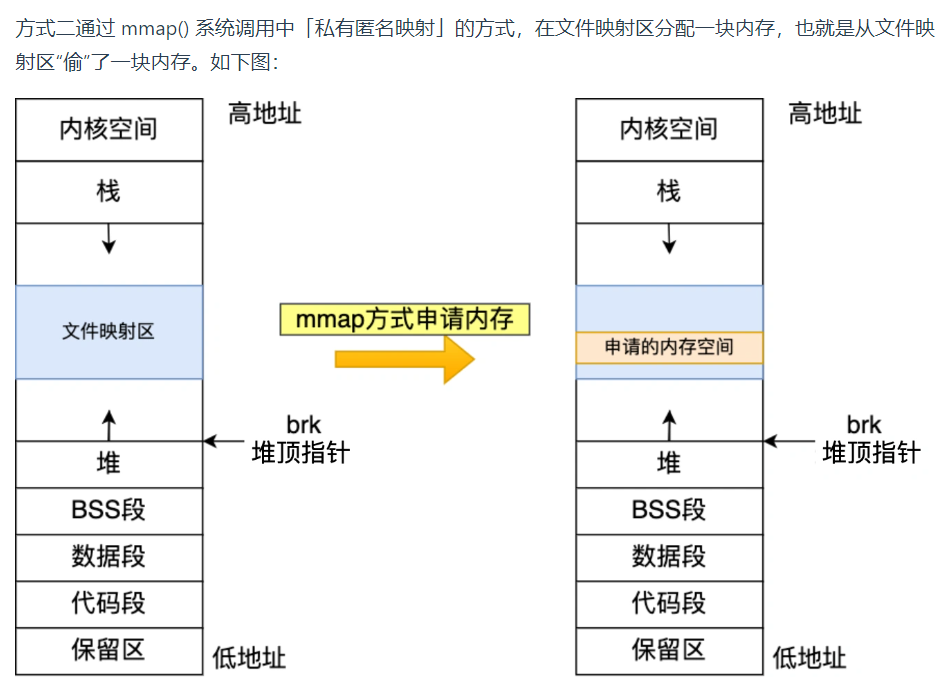 方式二通过 mmap() 系统调用中「私有匿名映射」的方式，在文件映射区分配一块内存，也就是从文件映
射区“偷”了一块内存。如下图：
内核空间
高地址
栈
文件映射区
brk
堆顶指针
堆
BSS段
数据段
代码段
保留区
低地址
mmap方式申请内存
内核空间
高地址
栈
申请的内存空间
brk
堆顶指针
堆
BSS段
数据段
代码段
保留区
低地址